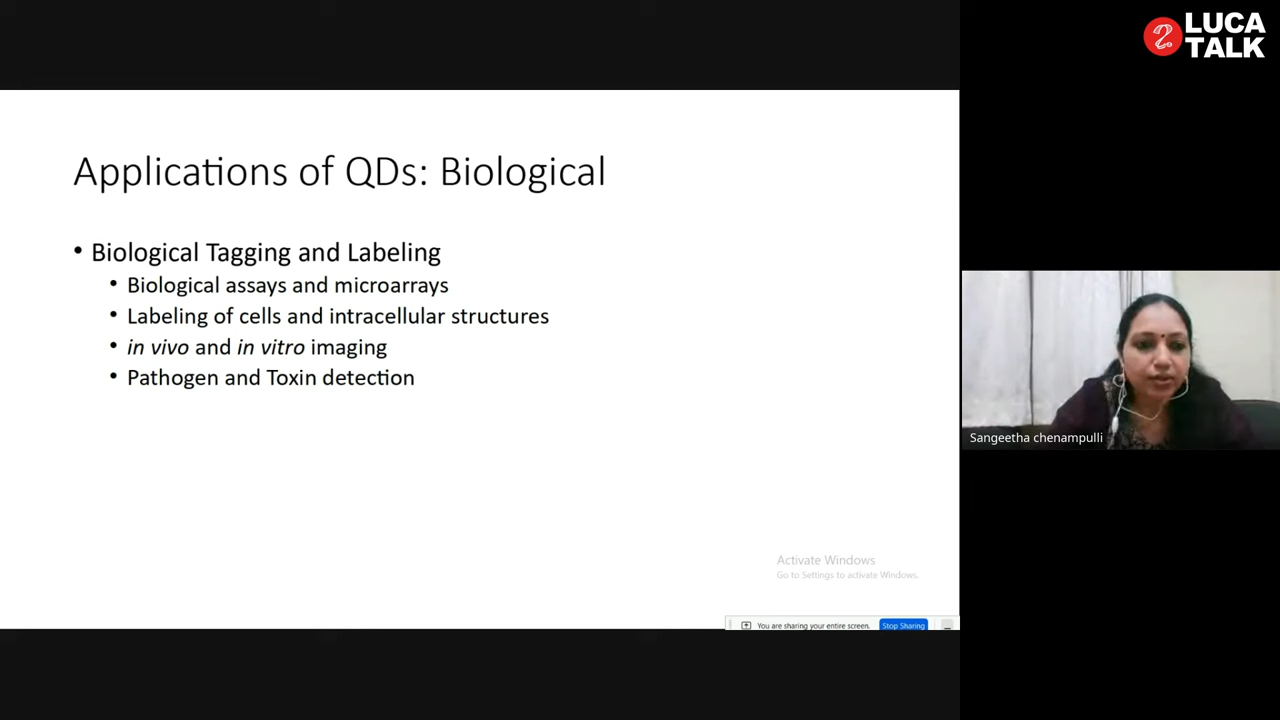 LUCA
TALK
Applications of QDs: Biological
• Biological Tagging and Labeling
• Biological assays and microarrays
• Labeling of cells and intracellular structures
• in vivo and in vitro imaging
• Pathogen and Toxin detection
Sangeetha chenampulli
Activate Windows
Go to Settings to activate Windows.
You are sharing your entire screen.
Stop Sharing